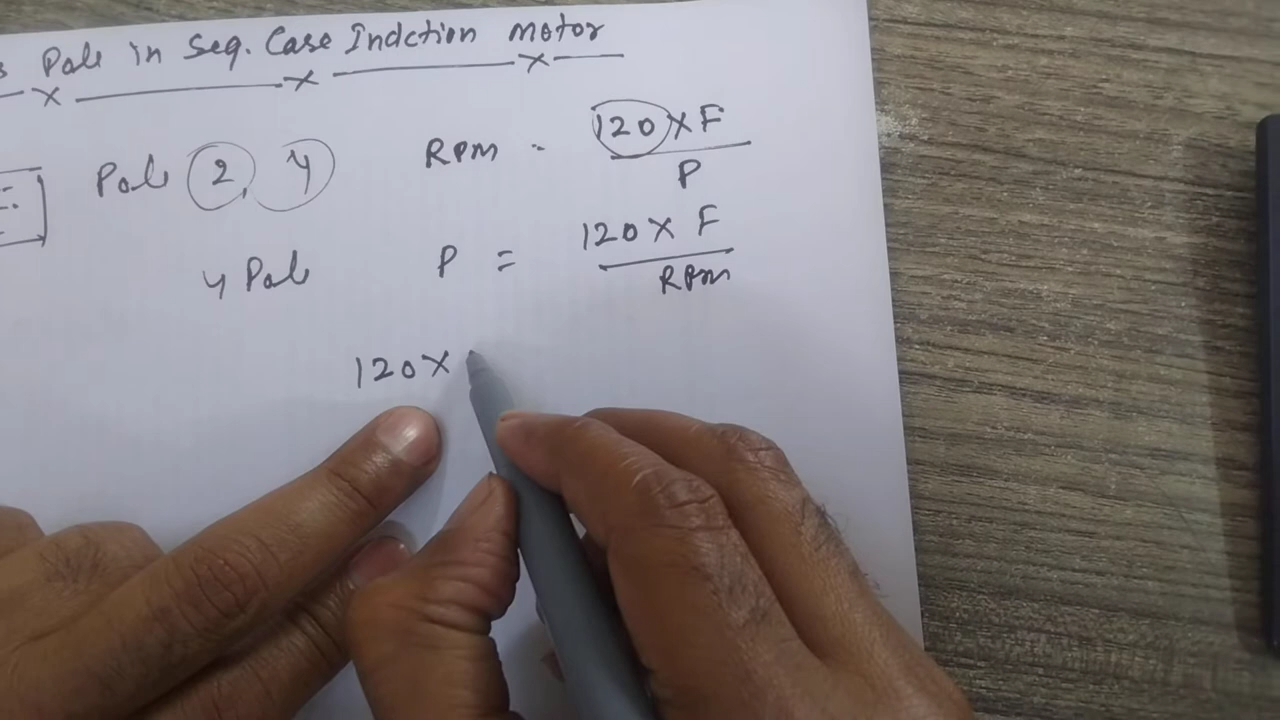 Pole in Seq. Case Indction motor
Pole 2, 4
RPM = 120 X F
P
4 Pole
P = 120 X F
RPM
120 X